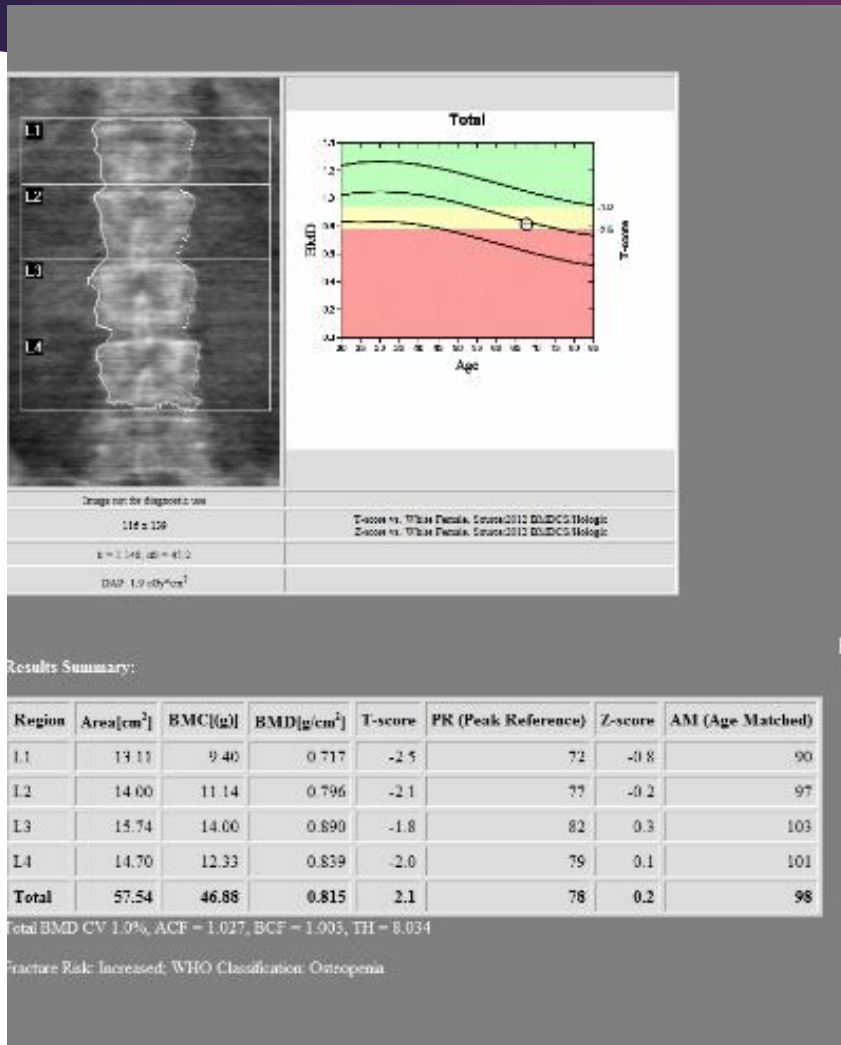 L1
L2
L3
L4
Total
BMD
T-score
Age
Image not for diagnostic use
116 x 139
T-score vs. White Female. Source:2012 BMDCS/Hologic
Z-score vs. White Female. Source:2012 BMDCS/Hologic
Results Summary:
Region Area[cm²] BMC[(g)] BMD[g/cm²] T-score PR (Peak Reference) Z-score AM (Age Matched)
L1 13.11 9.40 0.717 -2.5 72 -0.8 90
L2 14.00 11.14 0.796 -2.1 77 -0.2 97
L3 15.74 14.00 0.890 -1.8 82 0.3 103
L4 14.70 12.33 0.839 -2.0 79 0.1 101
Total 57.54 46.88 0.815 2.1 78 0.2 98
Total BMD CV 1.0%, ACF = 1.027, BCF = 1.003, TH = 8.034
Fracture Risk: Increased; WHO Classification: Osteopenia